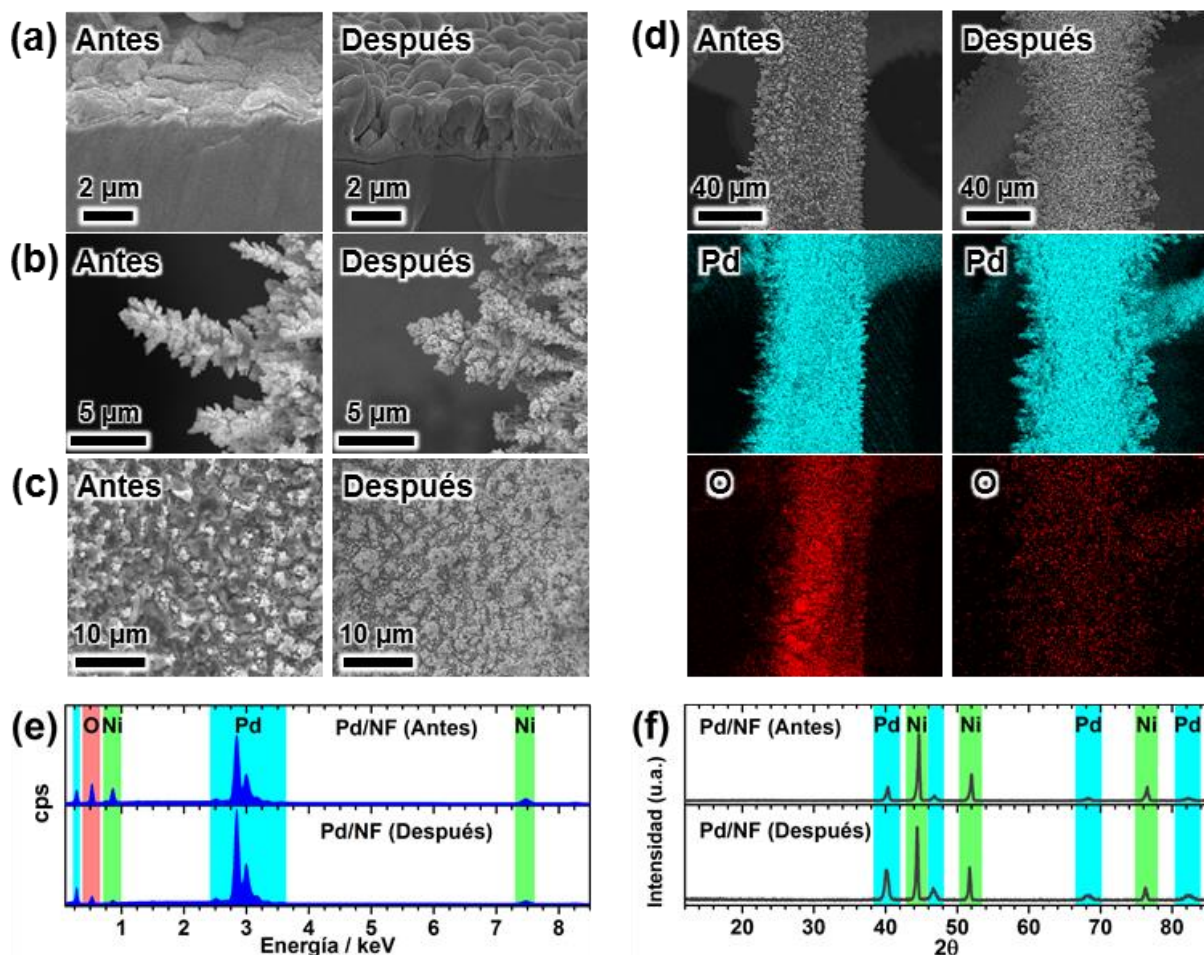 (a)
Antes
2 µm
Después
2 µm
(b)
Antes
5 µm
Después
5 µm
(c)
Antes
10 µm
Después
10 µm
(d)
Antes
40 µm
Después
40 µm
Pd
Pd
O
O
(e)
O Ni Pd Pd/NF (Antes) Ni
Pd/NF (Después)
cps
1 2 3 4 5 6 7 8
Energía / keV
(f)
Pd/NF (Antes) Pd Ni Ni Pd Ni Pd
Pd/NF (Después)
Intensidad (u.a.)
20 30 40 50 60 70 80
2θ